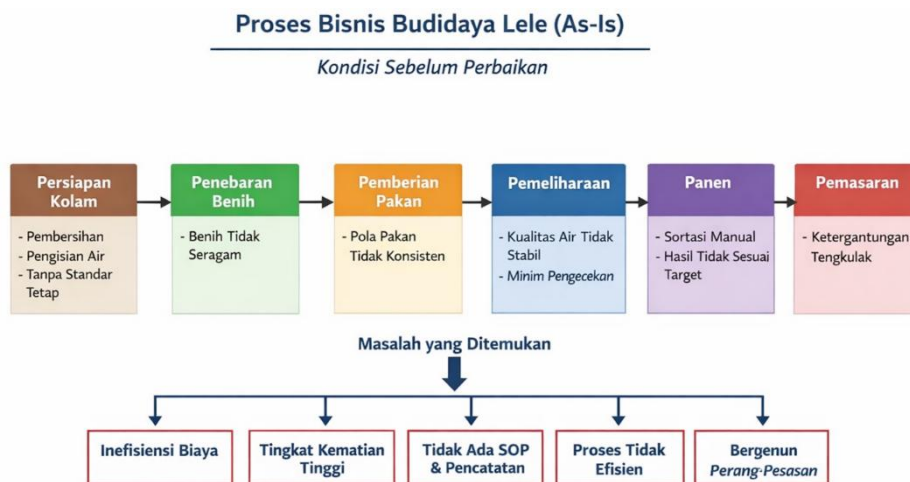 Proses Bisnis Budidaya Lele (As-Is)
Kondisi Sebelum Perbaikan
Persiapan
Kolam
- Pembersihan
- Pengisian Air
- Tanpa Standar
Tetap
Penebaran
Benih
- Benih Tidak
Seragam
Pemberian
Pakan
- Pola Pakan
Tidak Konsisten
Pemeliharaan
- Kualitas Air Tidak
Stabil
- Minim Pengecekan
Panen
- Sortasi Manual
- Hasil Tidak Sesuai
Target
Pemasaran
- Ketergantungan
Tengkulak
Masalah yang Ditemukan
Inefisiensi Biaya
Tingkat Kematian
Tinggi
Tidak Ada SOP
& Pencatatan
Proses Tidak
Efisien
Bergenun
Perang-Pesasan